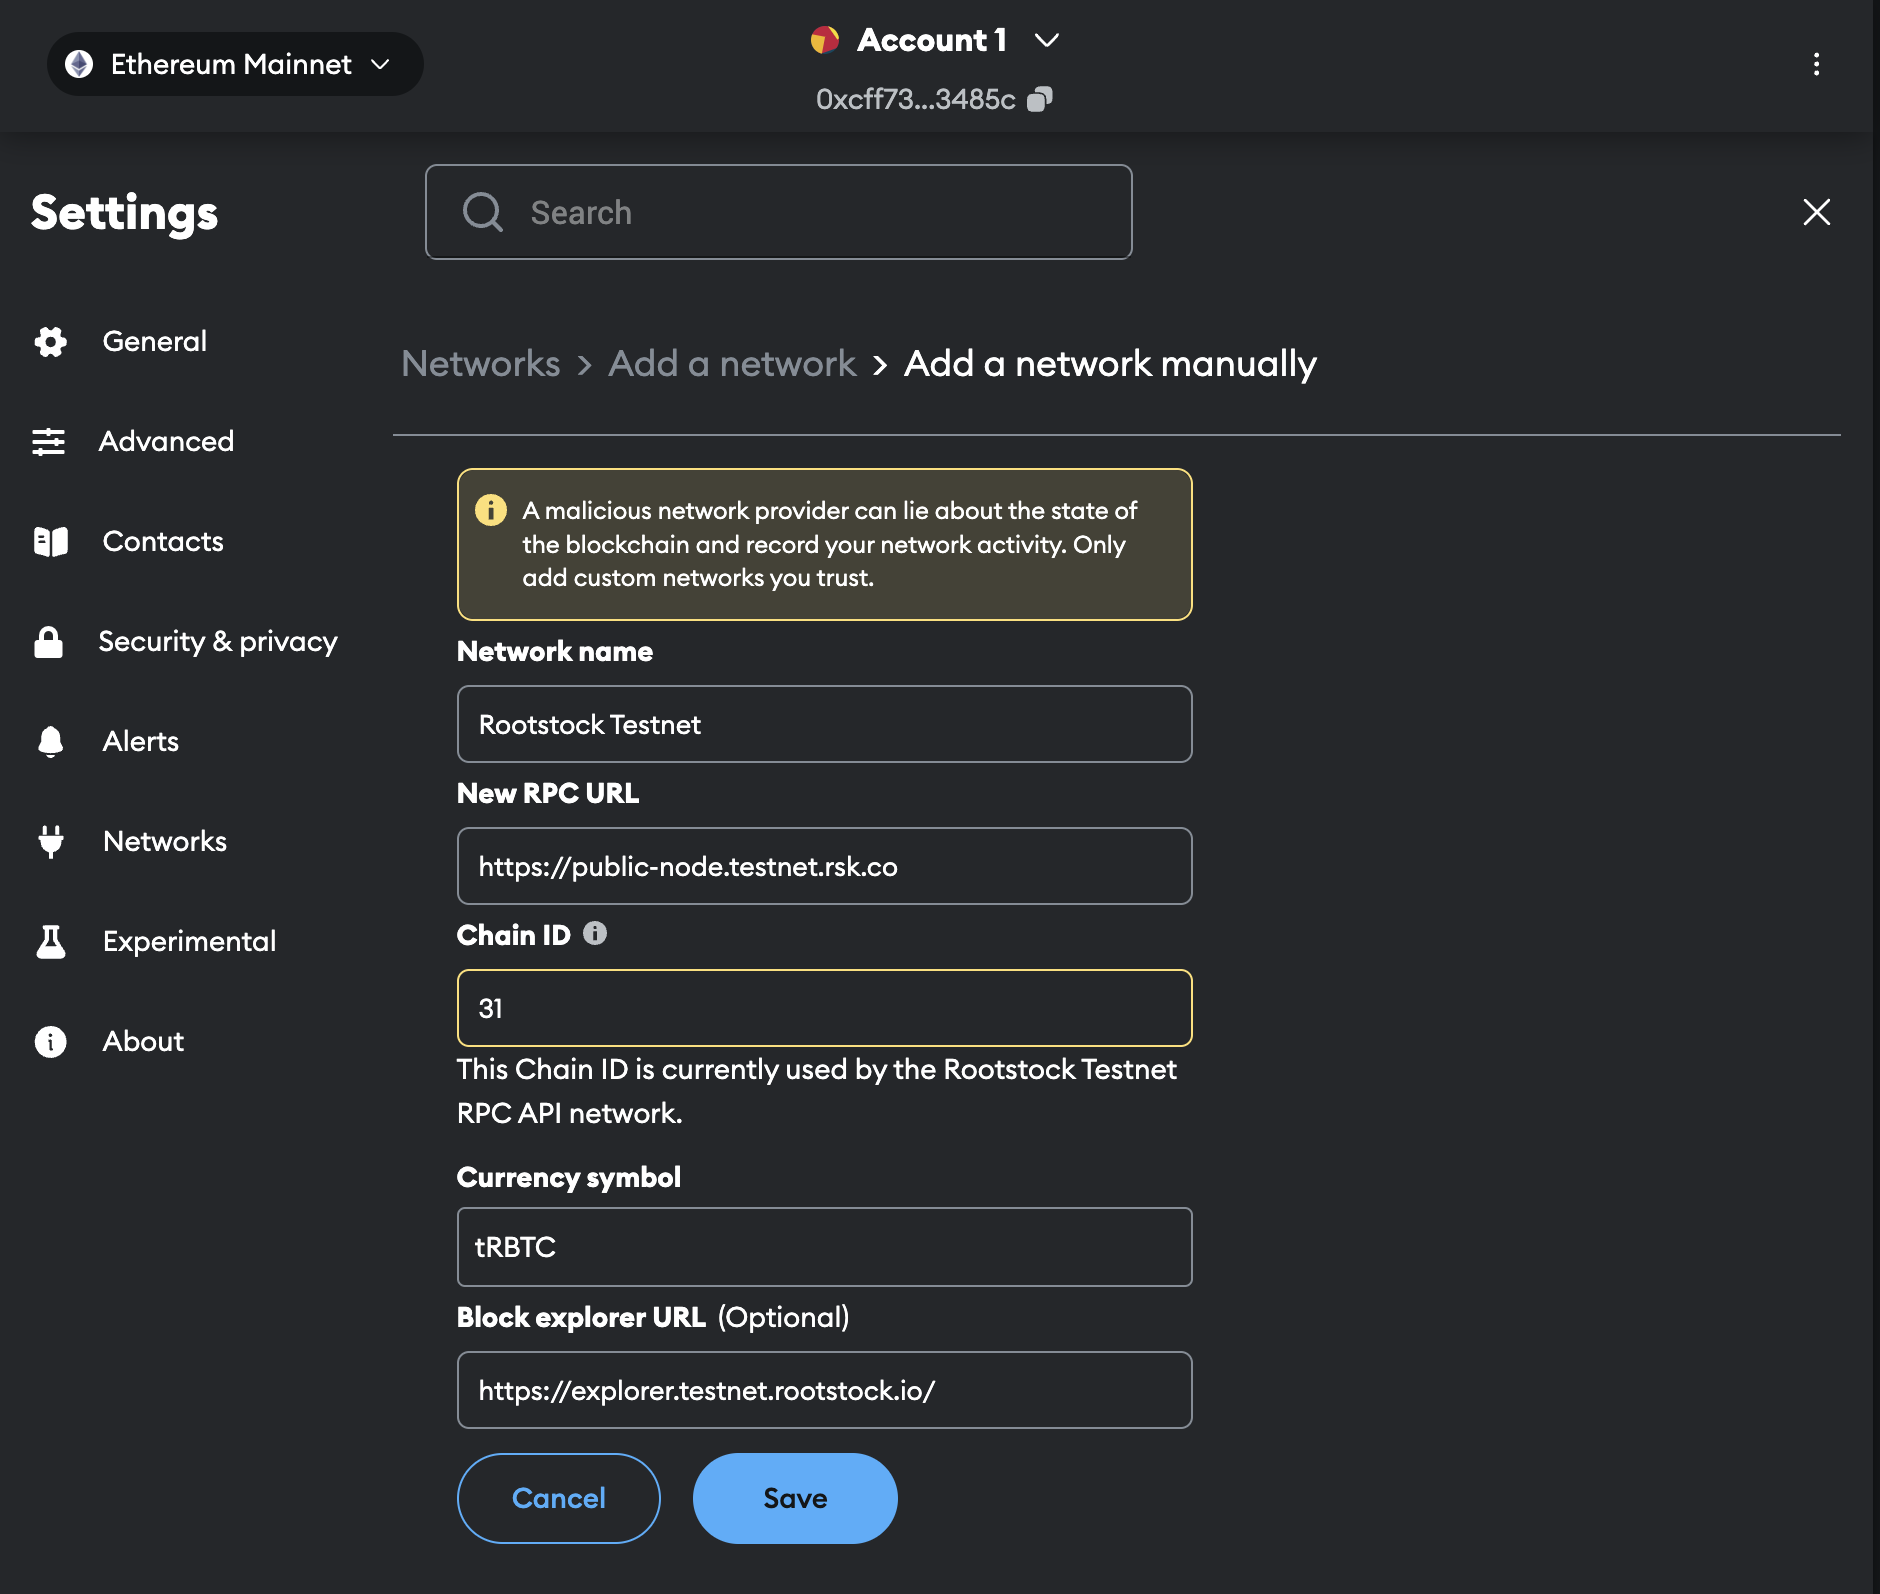 Ethereum Mainnet
Account 1
0xcff73...3485c
Settings
Search
General
Advanced
Contacts
Security & privacy
Alerts
Networks
Experimental
About
Networks > Add a network > Add a network manually
A malicious network provider can lie about the state of
the blockchain and record your network activity. Only
add custom networks you trust.
Network name
Rootstock Testnet
New RPC URL
https://public-node.testnet.rsk.co
Chain ID
31
This Chain ID is currently used by the Rootstock Testnet
RPC API network.
Currency symbol
tRBTC
Block explorer URL (Optional)
https://explorer.testnet.rootstock.io/
Cancel
Save